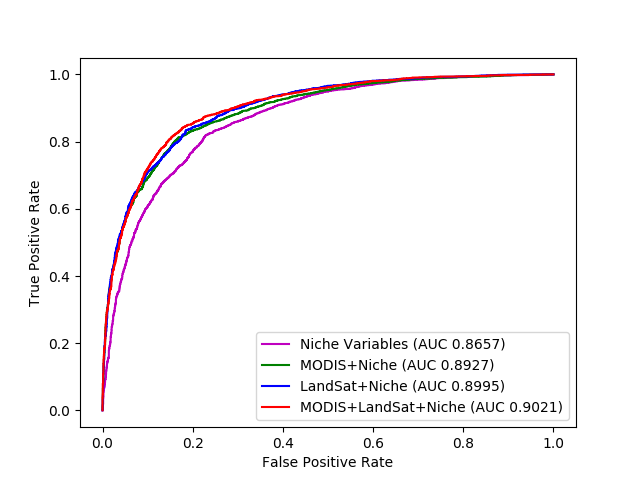 1.0
0.8
0.6
0.4
0.2
0.0
True Positive Rate
Niche Variables (AUC 0.8657)
MODIS+Niche (AUC 0.8927)
LandSat+Niche (AUC 0.8995)
MODIS+LandSat+Niche (AUC 0.9021)
0.0 0.2 0.4 0.6 0.8 1.0
False Positive Rate